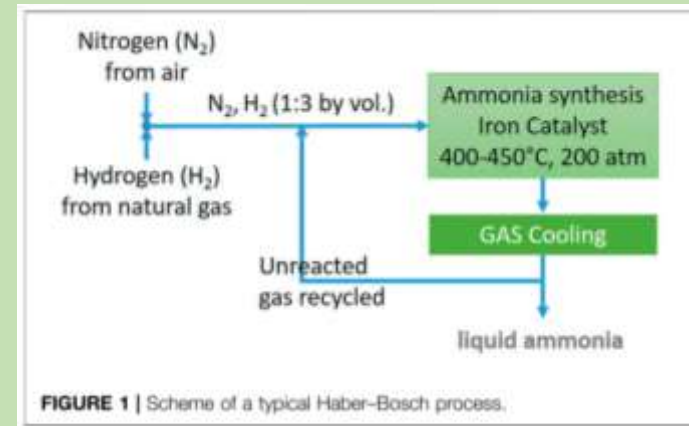 Nitrogen (N₂)
from air
N₂, H₂ (1:3 by vol.)
Hydrogen (H₂)
from natural gas
Ammonia synthesis
Iron Catalyst
400-450°C, 200 atm
GAS Cooling
Unreacted
gas recycled
liquid ammonia
FIGURE 1 | Scheme of a typical Haber–Bosch process.